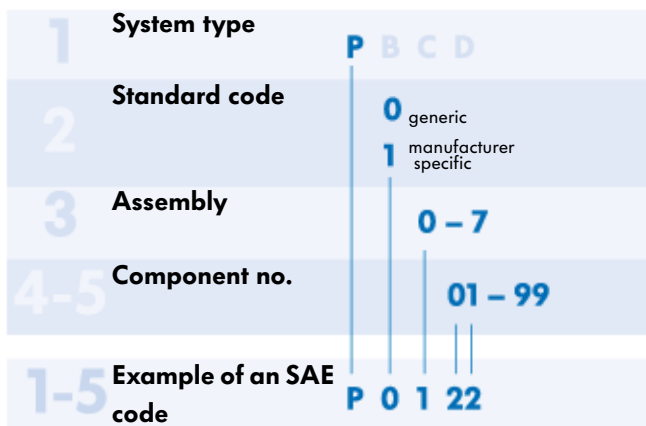 1 System type P B C D
2 Standard code 0 generic
1 manufacturer specific
3 Assembly 0 – 7
4-5 Component no. 01 – 99
1-5 Example of an SAE code P 0 1 22